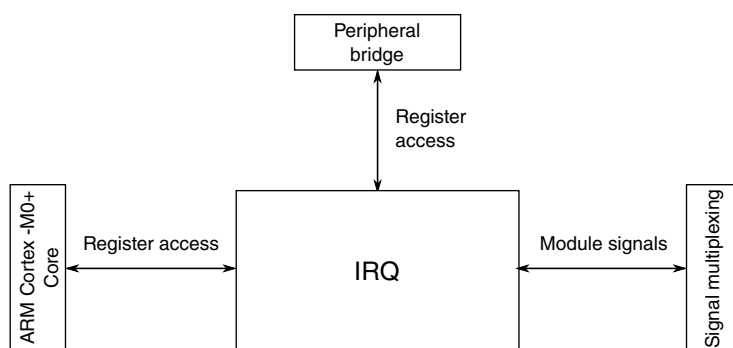 Peripheral
bridge
Register
access
ARM Cortex -M0+
Core
Register access
IRQ
Module signals
Signal multiplexing